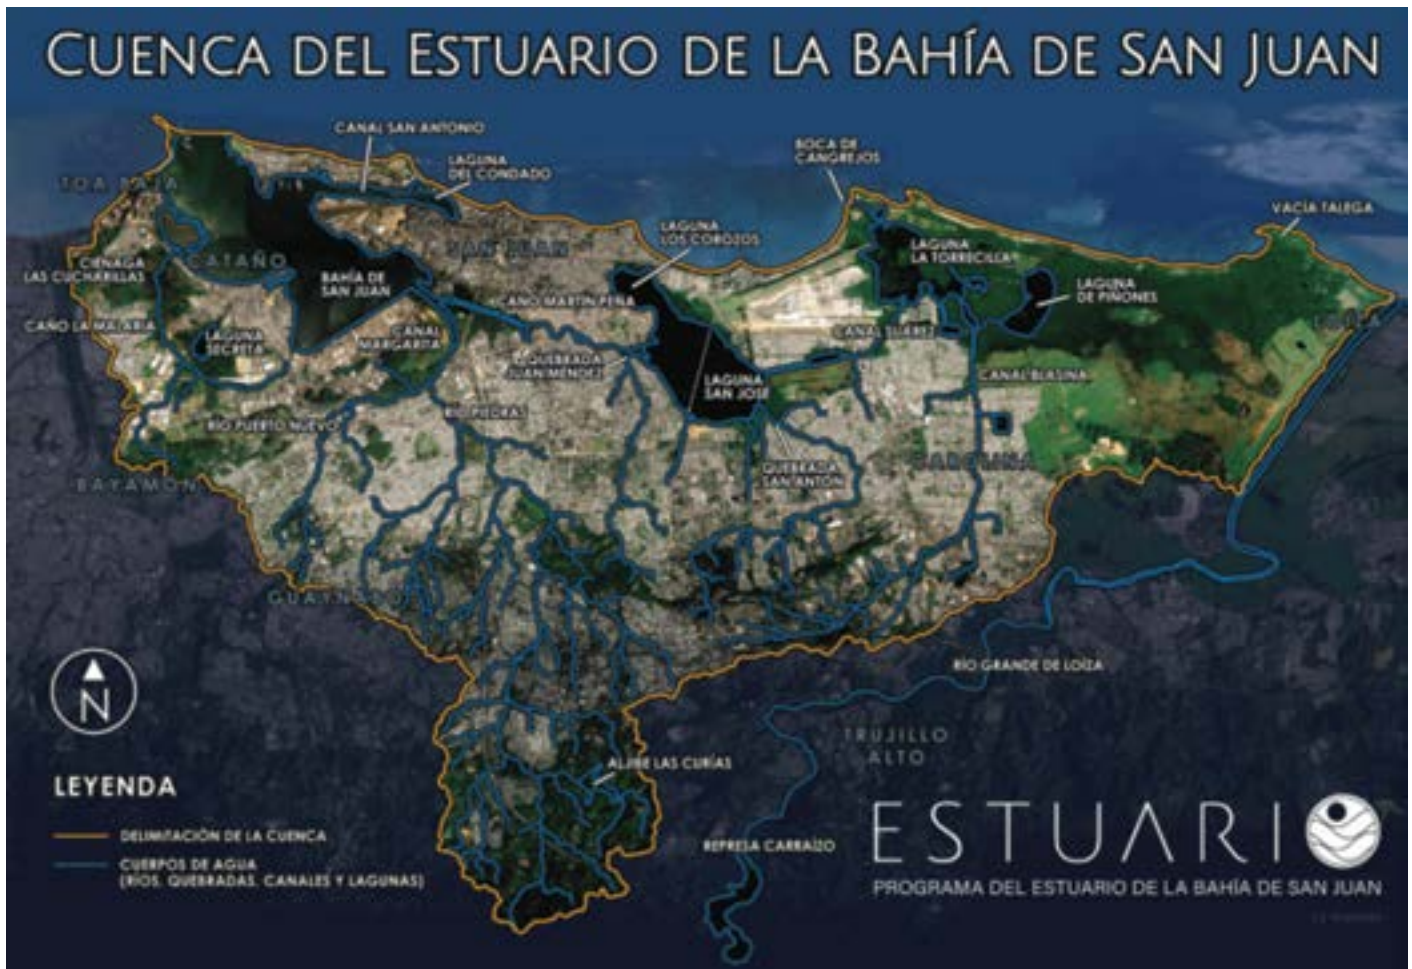 CUENCA DEL ESTUARIO DE LA BAHÍA DE SAN JUAN
CANAL SAN ANTONIO
LAGUNA
DEL CONDADO
BOCA DE
CANGREJOS
VACÍA TALEGA
TOA BAJA
SAN JUAN
LAGUNA
LOS COROZOS
LAGUNA
LA TORRECILLA
LAGUNA
DE PIÑONES
CATAÑO
CIÉNAGA
LAS CUCHARILLAS
BAHÍA DE
SAN JUAN
CAÑO MARTÍN PEÑA
CAÑO LA MALARIA
LAGUNA
SECRETA
CANAL
MARGARITA
CANAL SUÁREZ
QUEBRADA
JUAN MÉNDEZ
LAGUNA
SAN JOSÉ
CANAL BLASINA
RÍO PUERTO NUEVO
RÍO PIEDRAS
QUEBRADA
SAN ANTÓN
CAROLINA
BAYAMÓN
GUAYNABO
RÍO GRANDE DE LOÍZA
TRUJILLO
ALTO
ALJIBE LAS CURÍAS
REPRESA CARRAÍZO
N
LEYENDA
DELIMITACIÓN DE LA CUENCA
CUERPOS DE AGUA
(RÍOS, QUEBRADAS, CANALES Y LAGUNAS)
ESTUARIO
PROGRAMA DEL ESTUARIO DE LA BAHÍA DE SAN JUAN